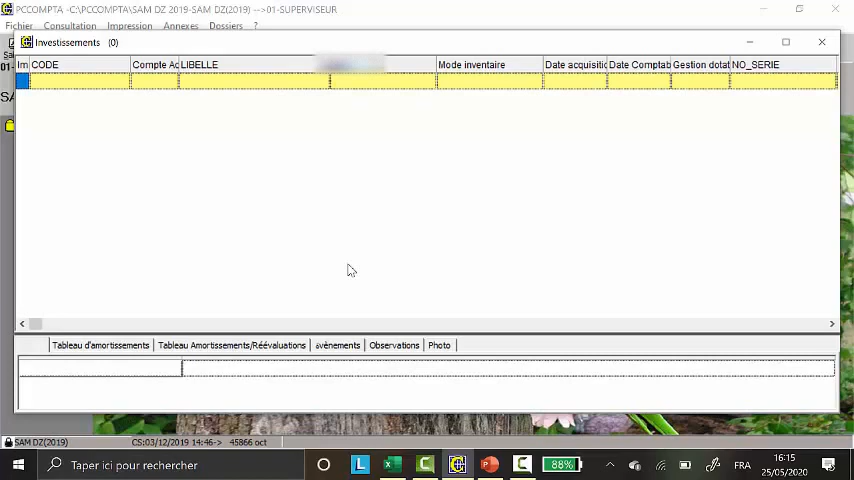 PCCOMPTA -C:\PCCOMPTA\SAM DZ 2019-SAM DZ(2019) -->01-SUPERVISEUR
Fichier Consultation Impression Annexes Dossiers ?
Investissements (0)
Im CODE Compte Ac LIBELLE Mode inventaire Date acquisitic Date Comptab Gestion dotat NO_SERIE
Tableau d'amortissements Tableau Amortissements/Réévaluations évènements Observations Photo
SAM DZ(2019) CS:03/12/2019 14:46-> 45866 oct
Taper ici pour rechercher
L
88%
FRA
16:15
25/05/2020